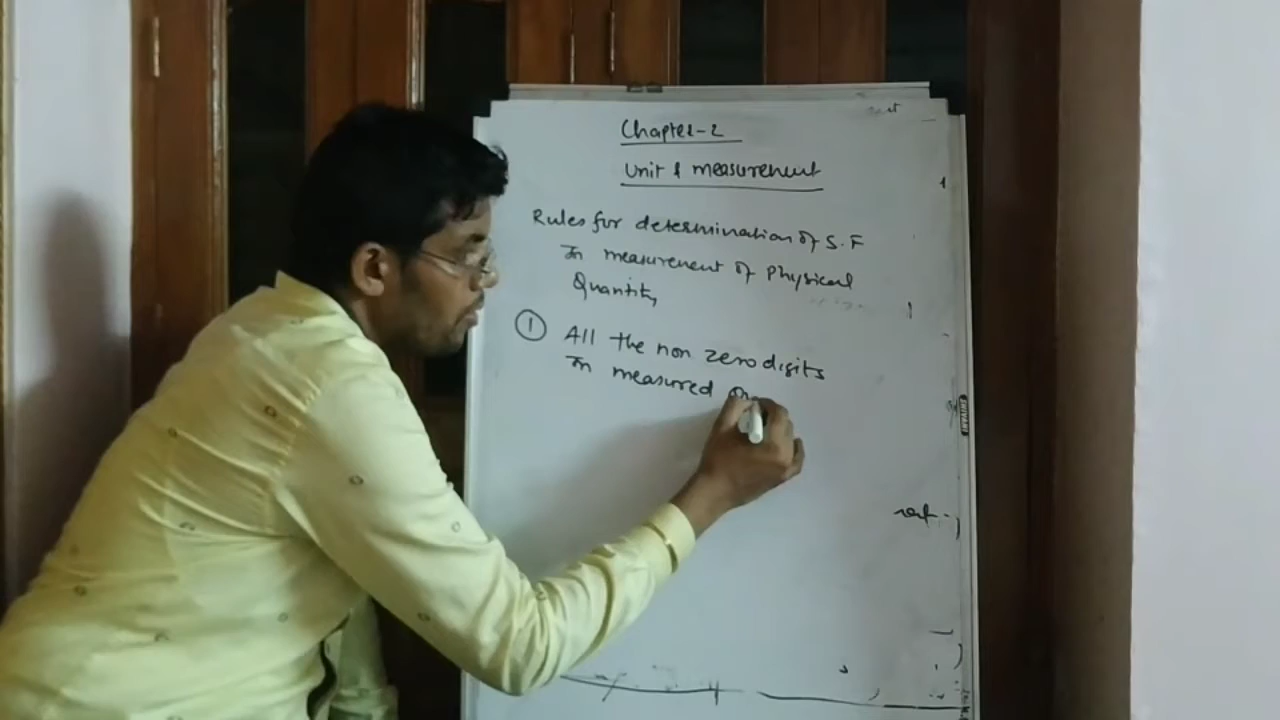 Chapter-2
Unit & measurement
Rules for determination of S.F
In measurement of Physical
Quantity
① All the non zero digits
In measured